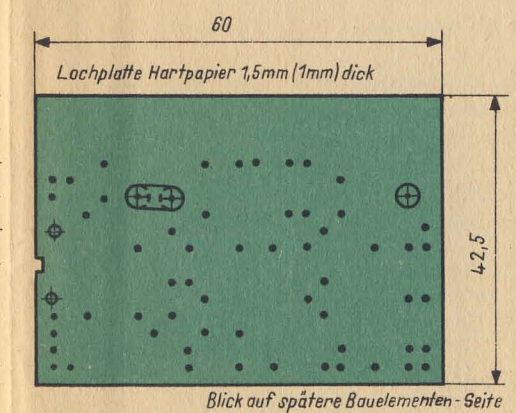 60
Lochplatte Hartpapier 1,5mm (1mm) dick
42,5
Blick auf spätere Bauelementen-Seite